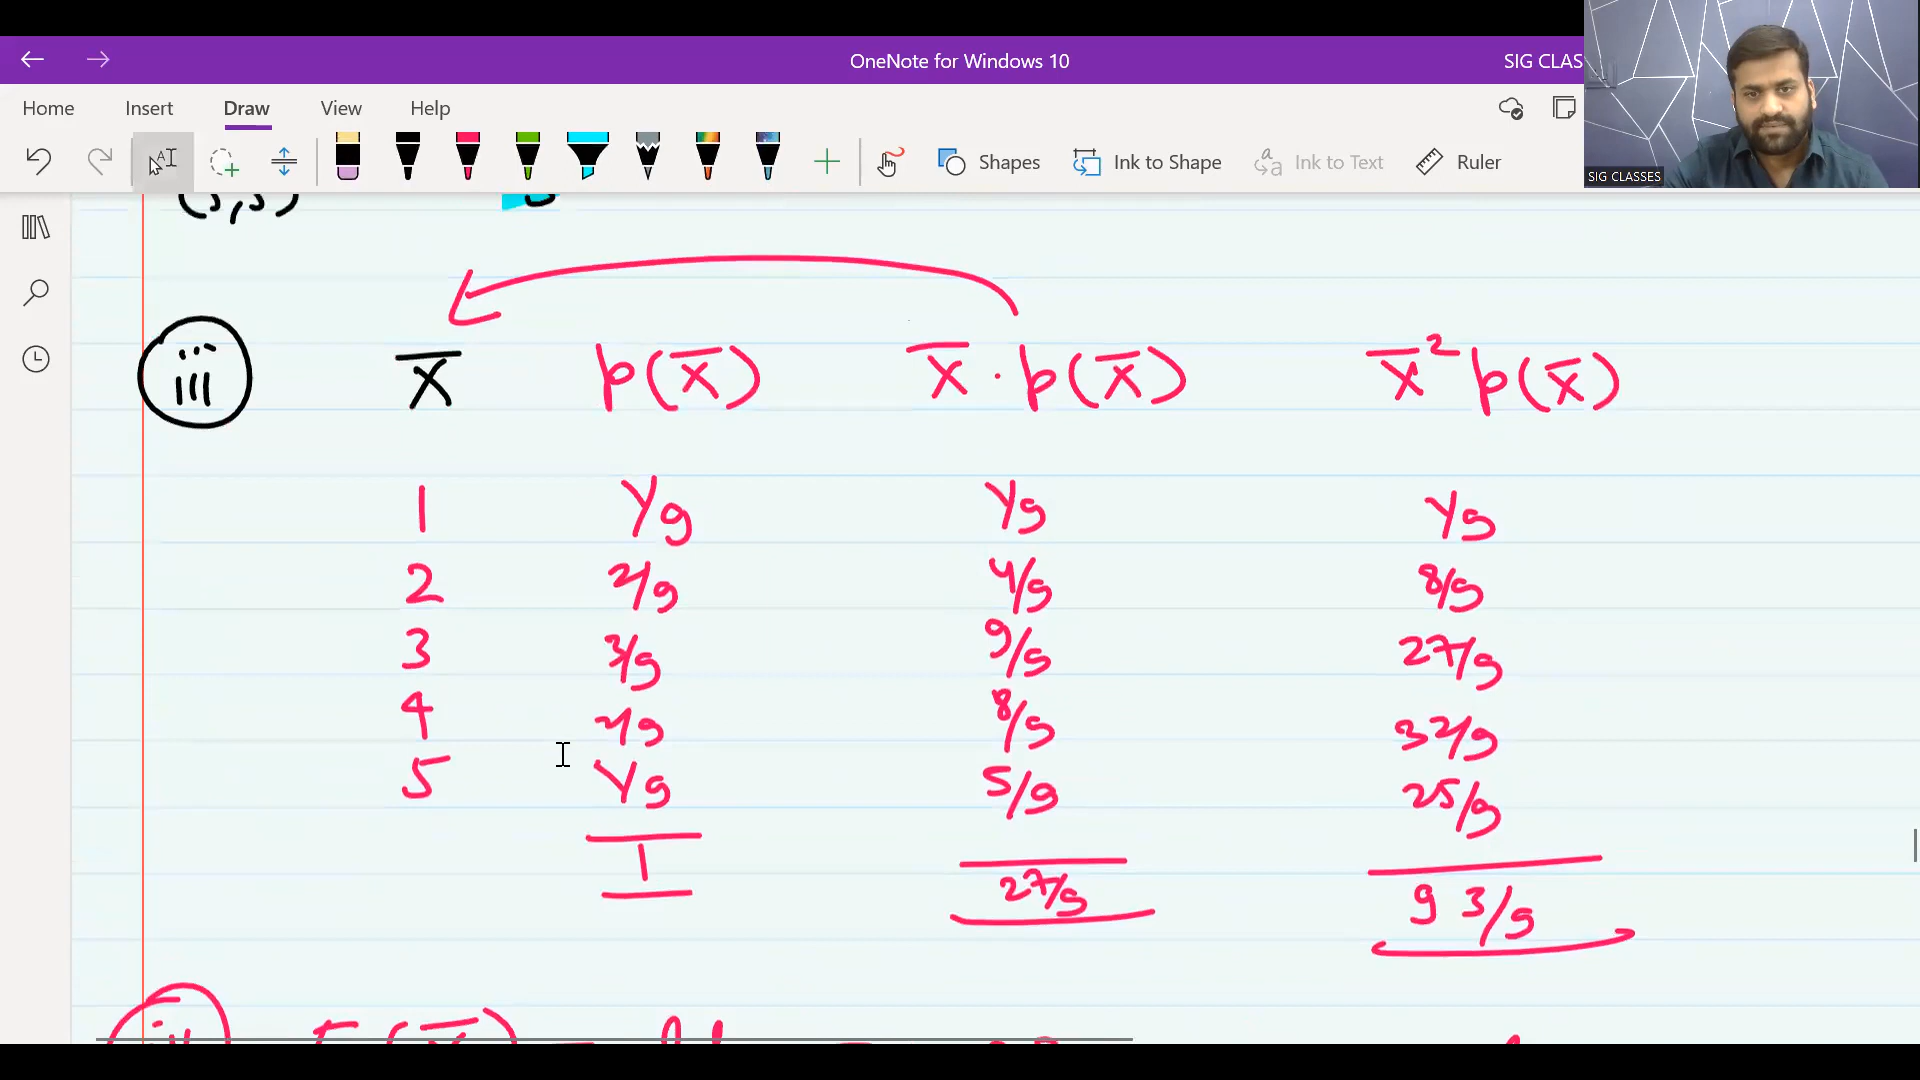 OneNote for Windows 10
SIG CLAS
Home Insert Draw View Help
Shapes Ink to Shape Ink to Text Ruler
SIG CLASSES
(3,5)
iii X̅ p(X̅) X̅ · p(X̅) X̅² p(X̅)
1 1/9 1/9 1/9
2 2/9 4/9 8/9
3 3/9 9/9 27/9
4 2/9 8/9 32/9
5 1/9 5/9 25/9
1 27/9 93/9